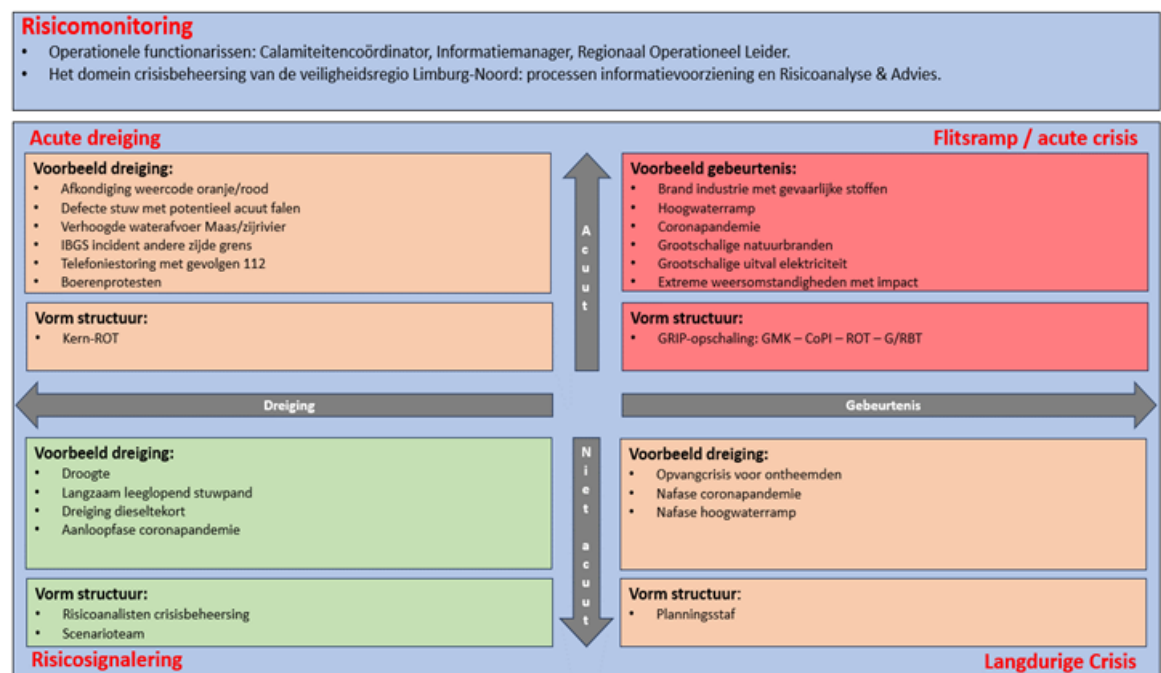 Risicomonitoring
• Operationele functionarissen: Calamiteitencoördinator, Informatiemanager, Regionaal Operationeel Leider.
• Het domein crisisbeheersing van de veiligheidsregio Limburg-Noord: processen informatievoorziening en Risicoanalyse & Advies.
Acute dreiging
Voorbeeld dreiging:
• Afkondiging weercode oranje/rood
• Defecte stuw met potentieel acuut falen
• Verhoogde waterafvoer Maas/zijrivier
• IBGS incident andere zijde grens
• Telefoniestoring met gevolgen 112
• Boerenprotesten
Vorm structuur:
• Kern-ROT
Acuut
Flitsramp / acute crisis
Voorbeeld gebeurtenis:
• Brand industrie met gevaarlijke stoffen
• Hoogwaterramp
• Coronapandemie
• Grootschalige natuurbranden
• Grootschalige uitval elektriciteit
• Extreme weersomstandigheden met impact
Vorm structuur:
• GRIP-opschaling: GMK – CoPI – ROT – G/RBT
Dreiging
Gebeurtenis
Voorbeeld dreiging:
• Droogte
• Langzaam leeglopend stuwpand
• Dreiging dieseltekort
• Aanloopfase coronapandemie
Vorm structuur:
• Risicoanalisten crisisbeheersing
• Scenarioteam
Risicosignalering
Niet acuut
Voorbeeld dreiging:
• Opvangcrisis voor ontheemden
• Nafase coronapandemie
• Nafase hoogwaterramp
Vorm structuur:
• Planningsstaf
Langdurige Crisis